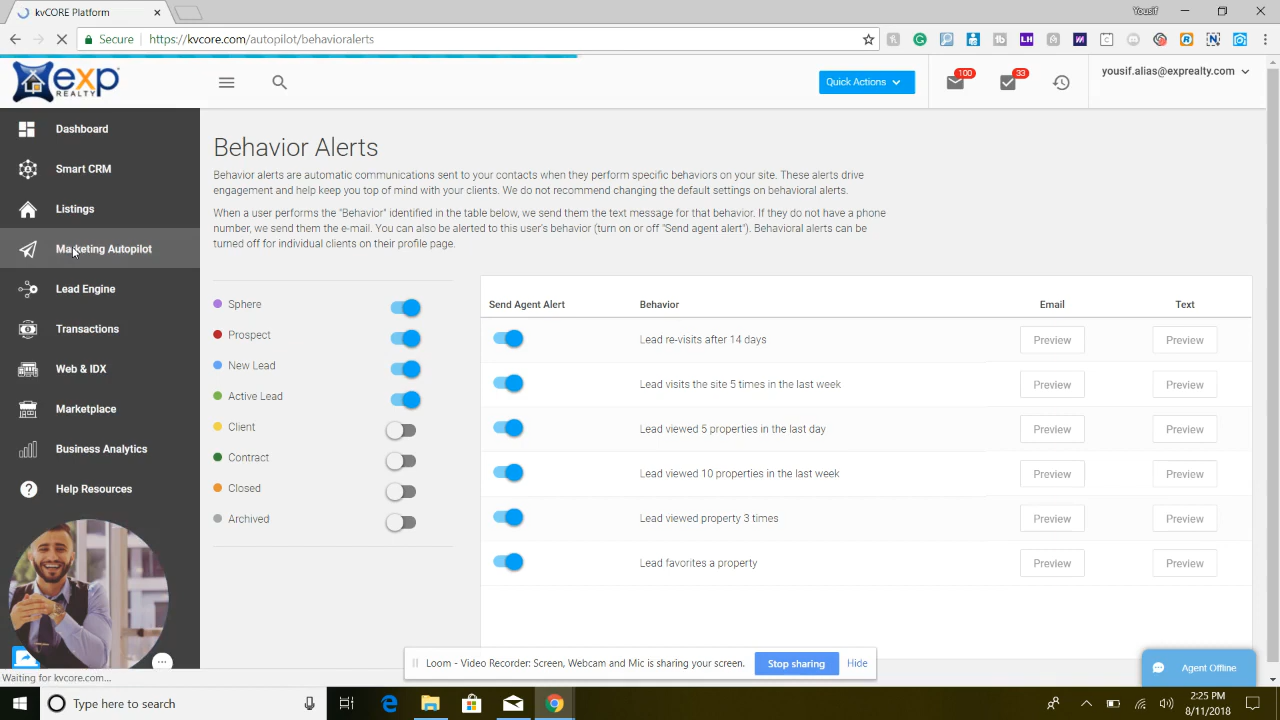 kvCORE Platform
Yousif
Secure https://kvcore.com/autopilot/behavioralerts
exp
REALTY
Quick Actions
100
33
yousif.alias@exprealty.com
Dashboard
Smart CRM
Listings
Marketing Autopilot
Lead Engine
Transactions
Web & IDX
Marketplace
Business Analytics
Help Resources
Behavior Alerts
Behavior alerts are automatic communications sent to your contacts when they perform specific behaviors on your site. These alerts drive
engagement and help keep you top of mind with your clients. We do not recommend changing the default settings on behavioral alerts.
When a user performs the "Behavior" identified in the table below, we send them the text message for that behavior. If they do not have a phone
number, we send them the e-mail. You can also be alerted to this user's behavior (turn on or off "Send agent alert"). Behavioral alerts can be
turned off for individual clients on their profile page.
Sphere
Prospect
New Lead
Active Lead
Client
Contract
Closed
Archived
Send Agent Alert Behavior Email Text
Lead re-visits after 14 days Preview Preview
Lead visits the site 5 times in the last week Preview Preview
Lead viewed 5 properties in the last day Preview Preview
Lead viewed 10 properties in the last week Preview Preview
Lead viewed property 3 times Preview Preview
Lead favorites a property Preview Preview
Loom - Video Recorder: Screen, Webcam and Mic is sharing your screen. Stop sharing Hide
Agent Offline
Waiting for kvcore.com...
Type here to search
2:25 PM
8/11/2018